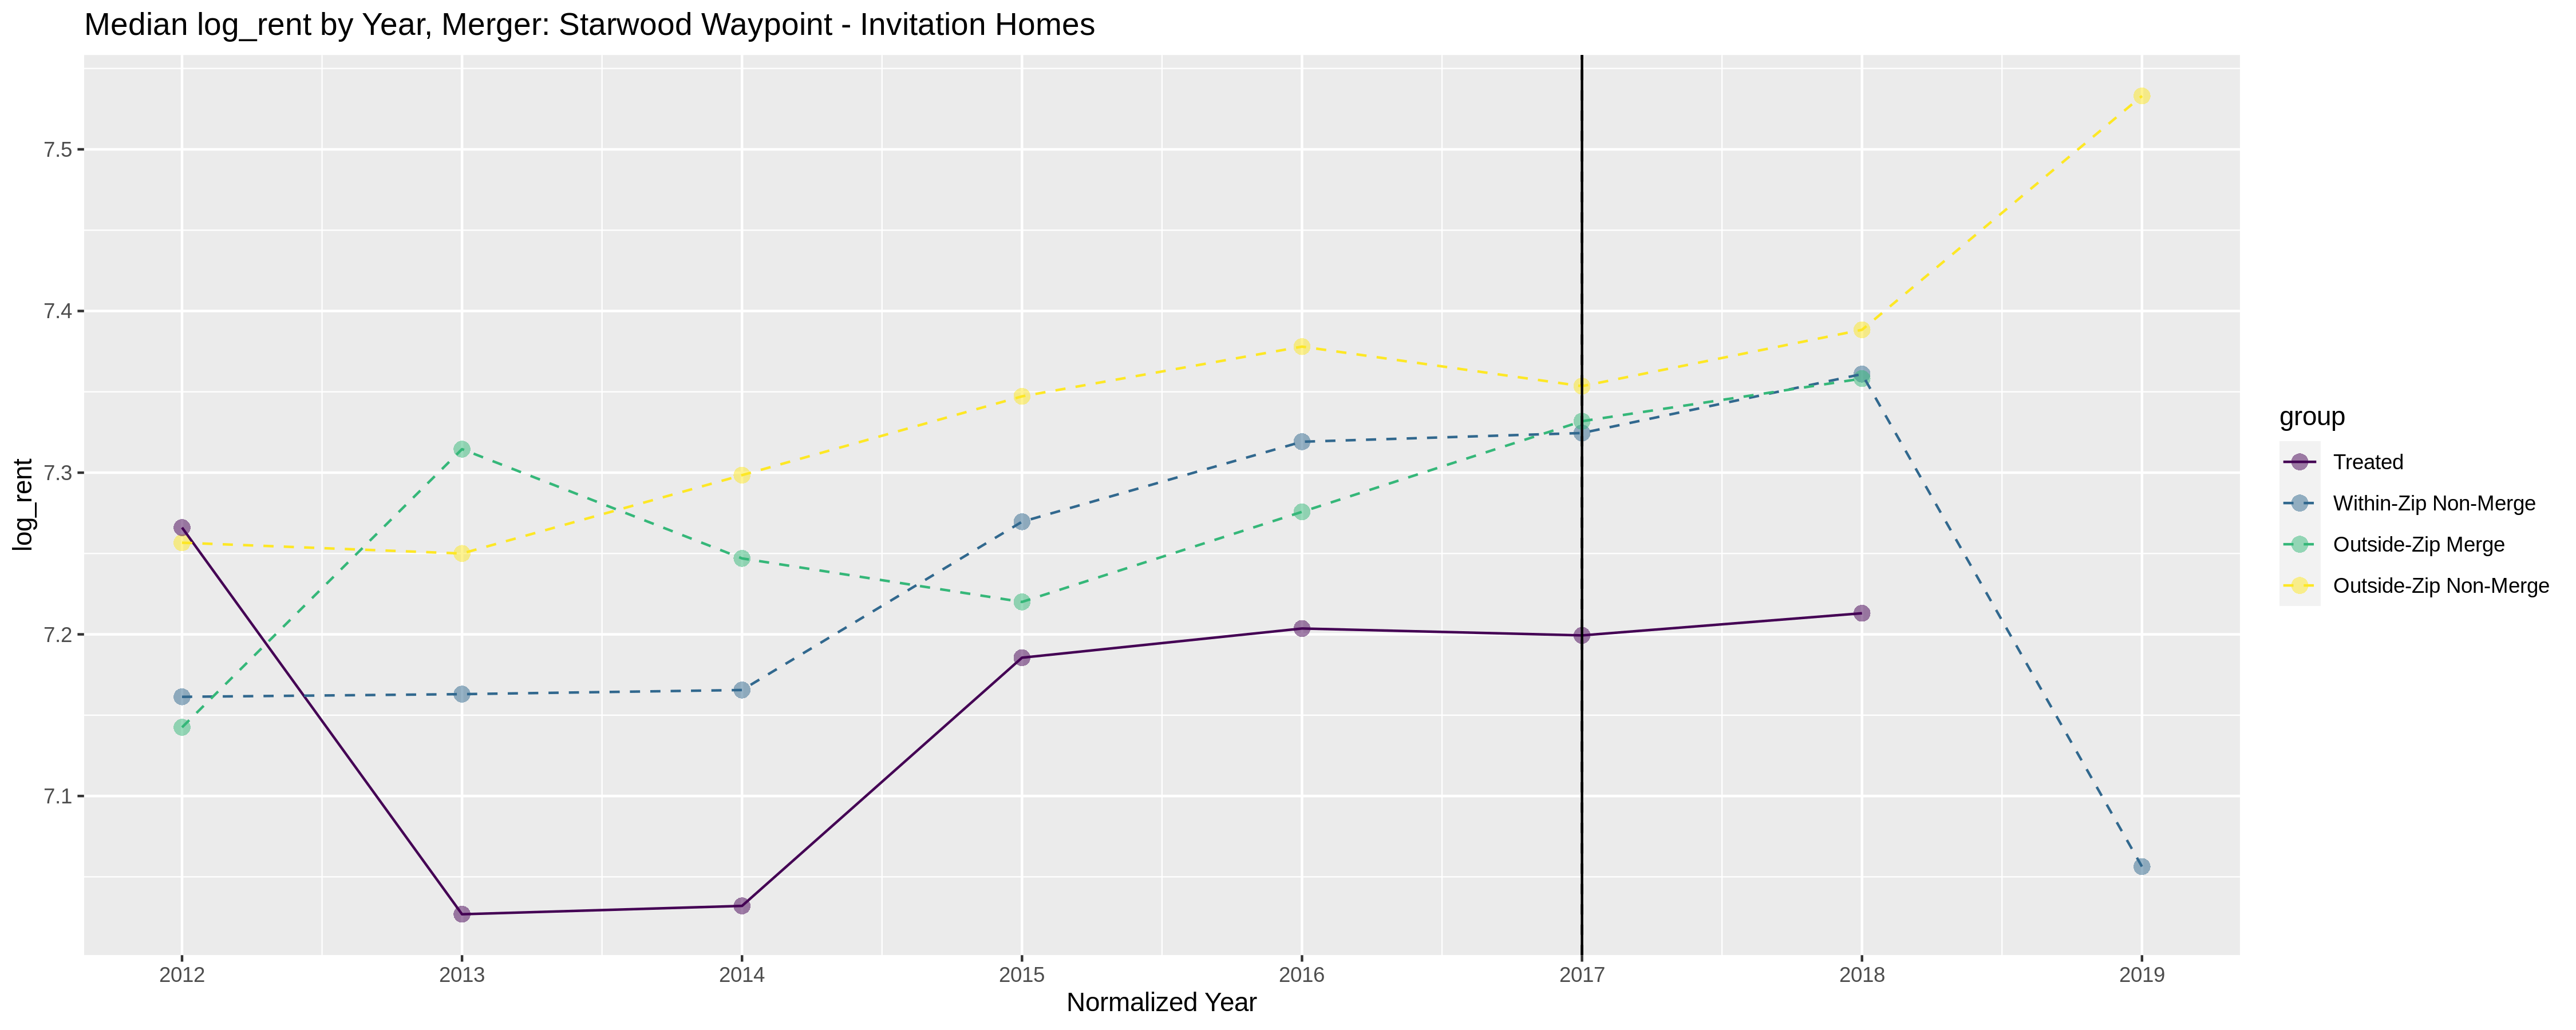 Median log_rent by Year, Merger: Starwood Waypoint - Invitation Homes
log_rent
7.5
7.4
7.3
7.2
7.1
2012 2013 2014 2015 2016 2017 2018 2019
Normalized Year
group
Treated
Within-Zip Non-Merge
Outside-Zip Merge
Outside-Zip Non-Merge